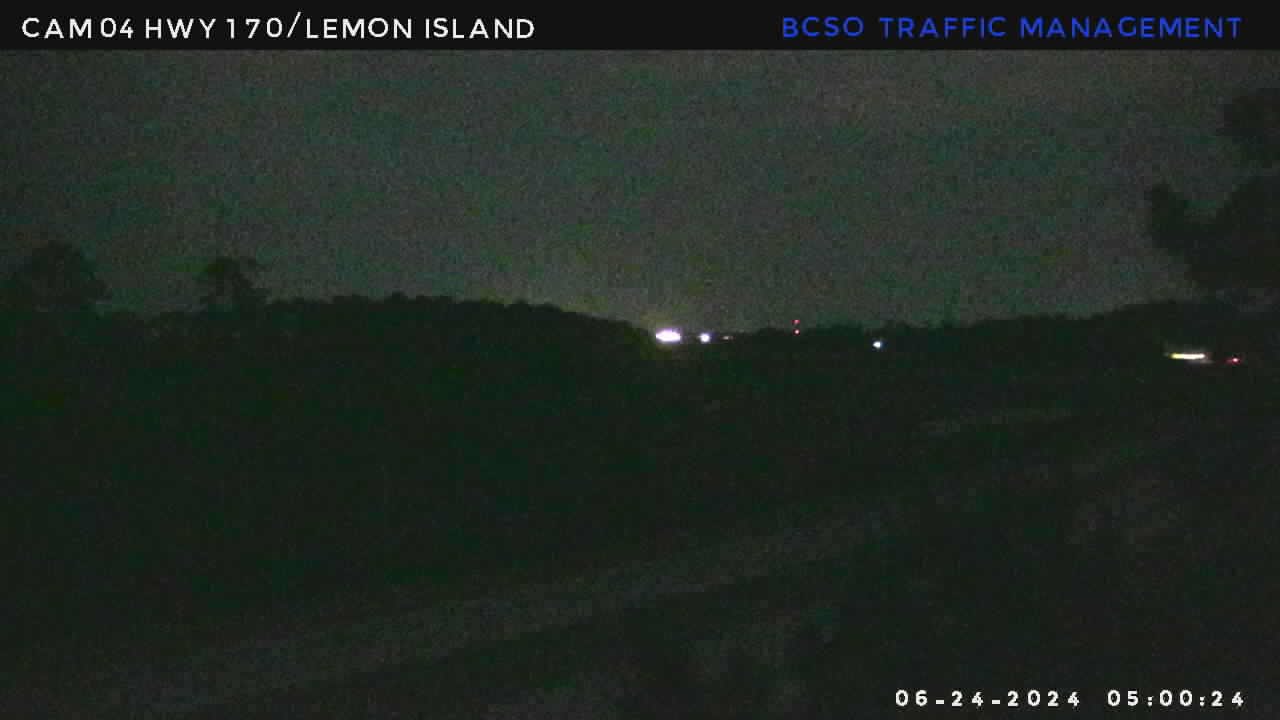 CAM04 HWY 170/LEMON ISLAND
BCSO TRAFFIC MANAGEMENT
06-24-2024 05:00:24